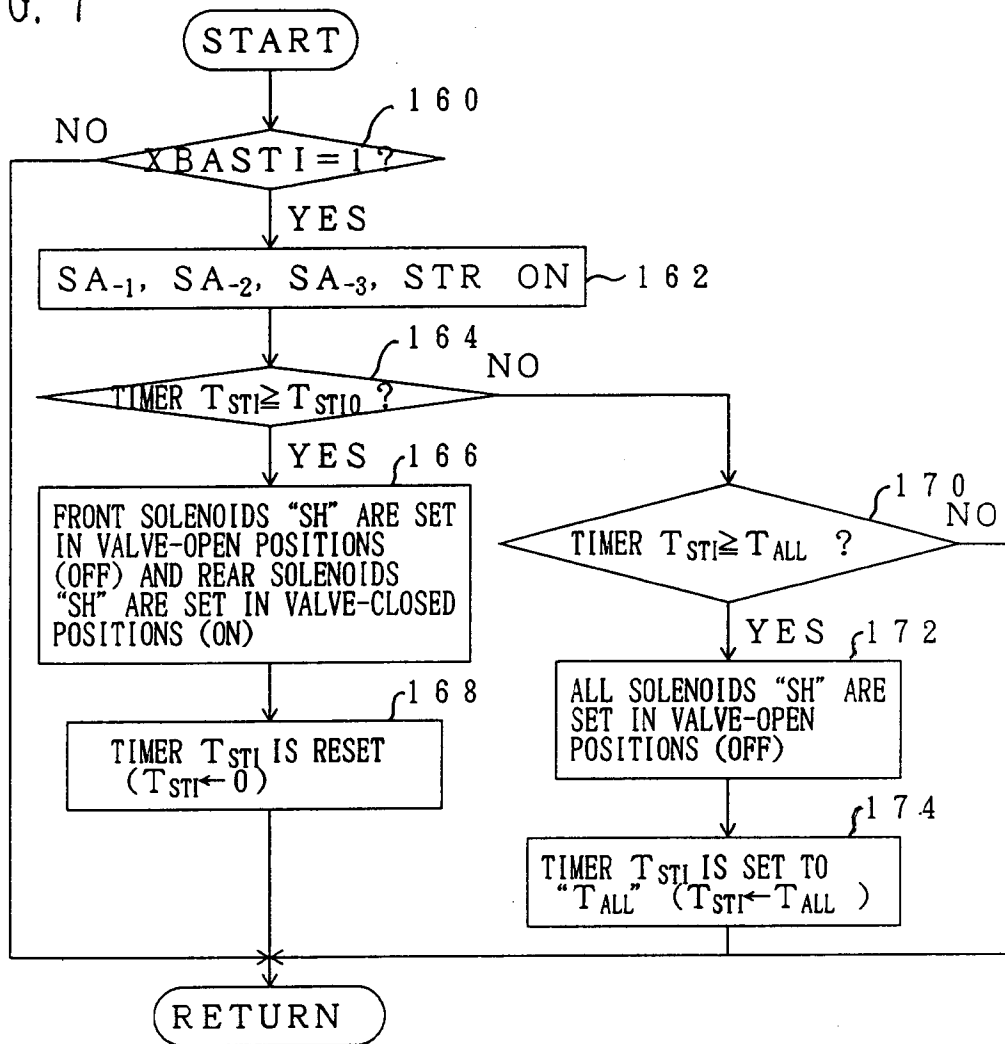 G. 7
START
160
NO
XBASTI=1?
YES
SA-1, SA-2, SA-3, STR ON
162
164
NO
TIMER TSTI≧TSTI0 ?
YES
166
FRONT SOLENOIDS “SH” ARE SET
IN VALVE-OPEN POSITIONS
(OFF) AND REAR SOLENOIDS
“SH” ARE SET IN VALVE-CLOSED
POSITIONS (ON)
168
TIMER TSTI IS RESET
(TSTI←0)
170
NO
TIMER TSTI≧TALL ?
YES
172
ALL SOLENOIDS “SH” ARE
SET IN VALVE-OPEN
POSITIONS (OFF)
174
TIMER TSTI IS SET TO
“TALL” (TSTI←TALL )
RETURN